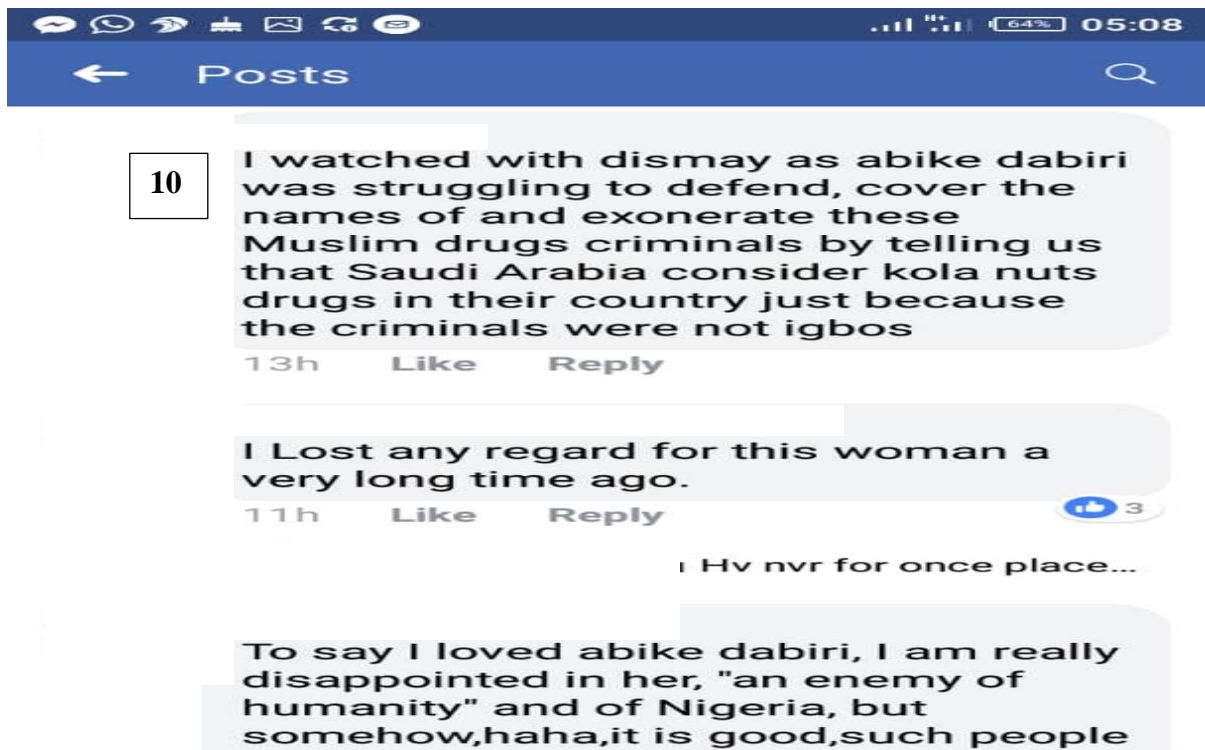 64% 05:08
Posts
10
I watched with dismay as abike dabiri
was struggling to defend, cover the
names of and exonerate these
Muslim drugs criminals by telling us
that Saudi Arabia consider kola nuts
drugs in their country just because
the criminals were not igbos
13h Like Reply
I Lost any regard for this woman a
very long time ago.
11h Like Reply 3
Hv nvr for once place...
To say I loved abike dabiri, I am really
disappointed in her, "an enemy of
humanity" and of Nigeria, but
somehow,haha,it is good,such people